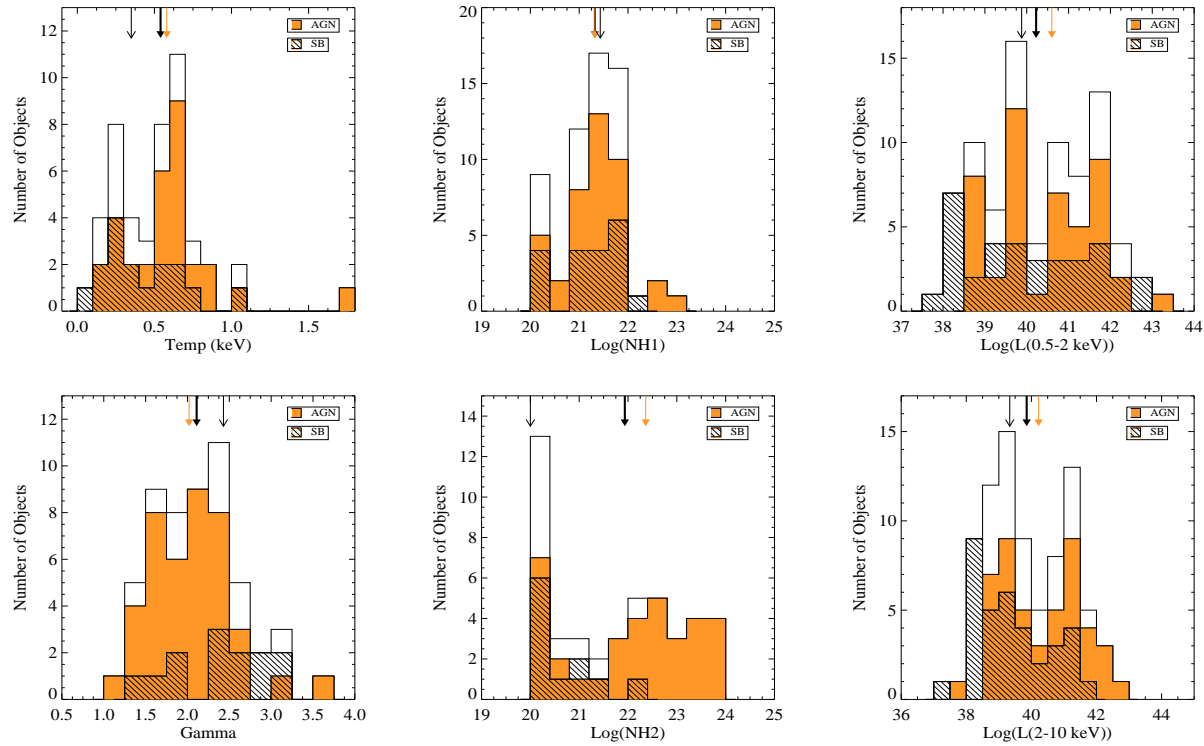 12
10
8
6
4
2
0
Number of Objects
AGN
SB
0.0 0.5 1.0 1.5
Temp (keV)
20
15
10
5
0
Number of Objects
AGN
SB
19 20 21 22 23 24 25
Log(NH1)
15
10
5
0
Number of Objects
AGN
SB
37 38 39 40 41 42 43 44
Log(L(0.5-2 keV))
12
10
8
6
4
2
0
Number of Objects
AGN
SB
0.5 1.0 1.5 2.0 2.5 3.0 3.5 4.0
Gamma
14
12
10
8
6
4
2
0
Number of Objects
AGN
SB
19 20 21 22 23 24 25
Log(NH2)
15
10
5
0
Number of Objects
AGN
SB
36 38 40 42 44
Log(L(2-10 keV))